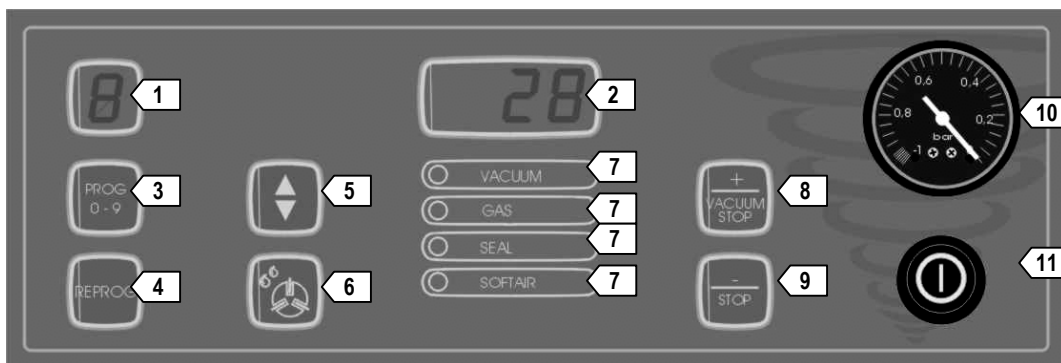 8
1
28
2
PROG
0 - 9
3
5
VACUUM
7
GAS
7
SEAL
7
SOFTAIR
7
+
VACUUM
STOP
8
0,6
0,4
0,8
0,2
bar
-1
10
REPROG
4
6
-
STOP
9
11